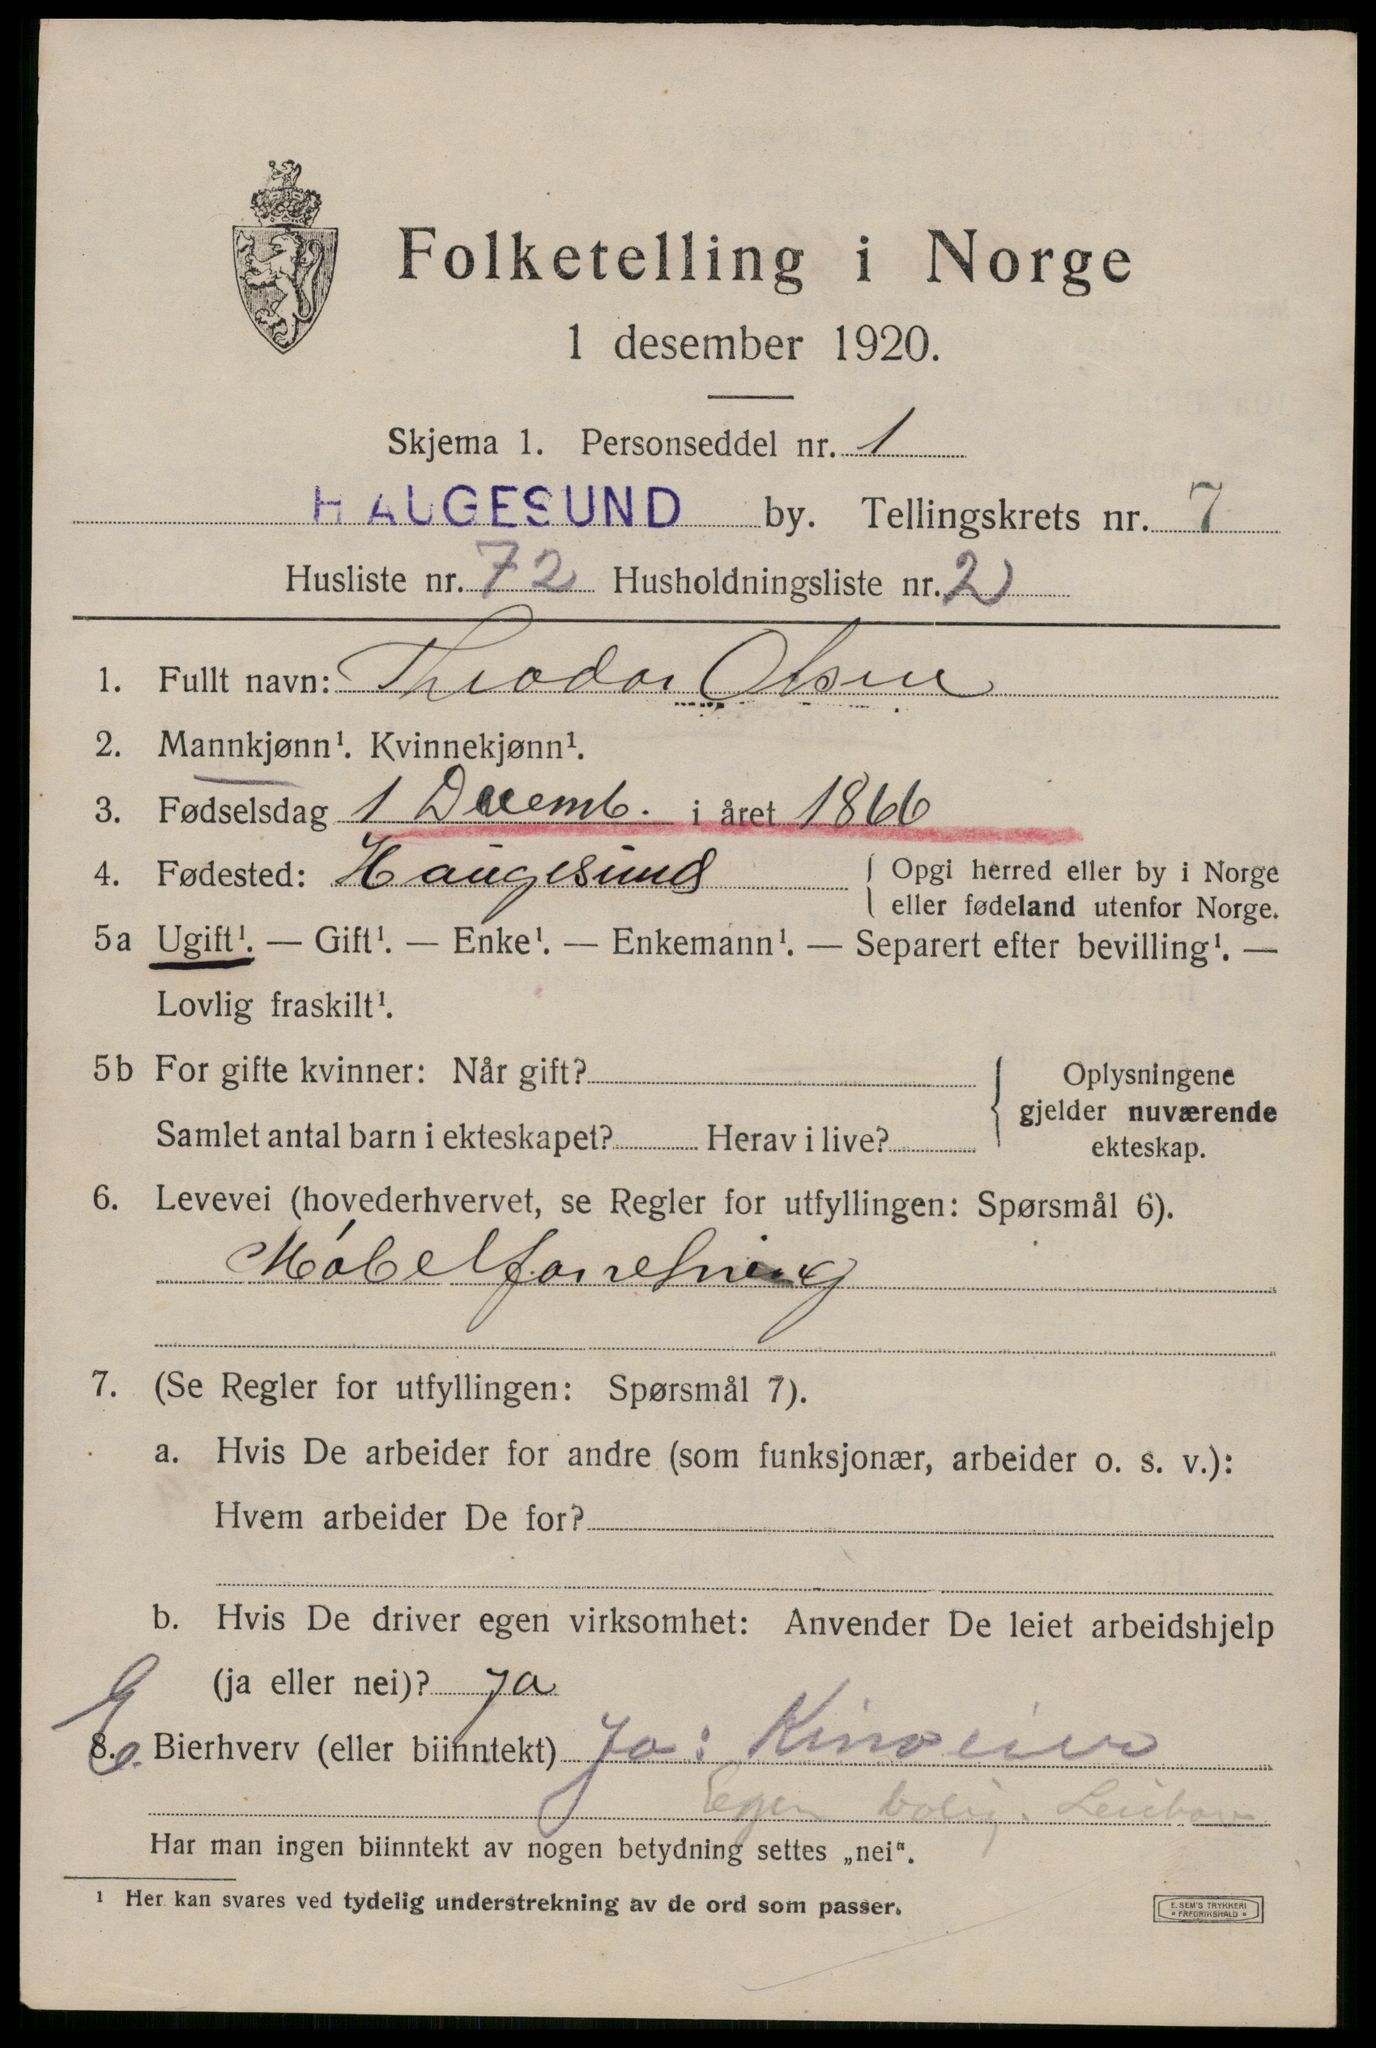 Folketelling i Norge
1 desember 1920.
Skjema 1. Personseddel nr. 1
HAUGESUND by. Tellingskrets nr. 7
Husliste nr. 72 Husholdningsliste nr. 2
1. Fullt navn: Theodor Olsen
2. Mannkjønn¹. Kvinnekjønn¹.
3. Fødselsdag 1 Decemb. i året 1866
4. Fødested: Haugesund { Opgi herred eller by i Norge
eller fødeland utenfor Norge.
5a Ugift¹. — Gift¹. — Enke¹. — Enkemann¹. — Separert efter bevilling¹. —
Lovlig fraskilt¹.
5b For gifte kvinner: Når gift?
Samlet antal barn i ekteskapet? Herav i live?
Oplysningene
gjelder nuværende
ekteskap.
6. Levevei (hovederhvervet, se Regler for utfyllingen: Spørsmål 6).
Møbelforretning
7. (Se Regler for utfyllingen: Spørsmål 7).
a. Hvis De arbeider for andre (som funksjonær, arbeider o. s. v.):
Hvem arbeider De for?
b. Hvis De driver egen virksomhet: Anvender De leiet arbeidshjelp
(ja eller nei)? ja
E.
8. Bierhverv (eller biinntekt) Ja: Kinoeier
Egen bolig.
Har man ingen biinntekt av nogen betydning settes „nei“.
¹ Her kan svares ved tydelig understrekning av de ord som passer.
E. SEM'S TRYKKERI
* FREDRIKSHALD *